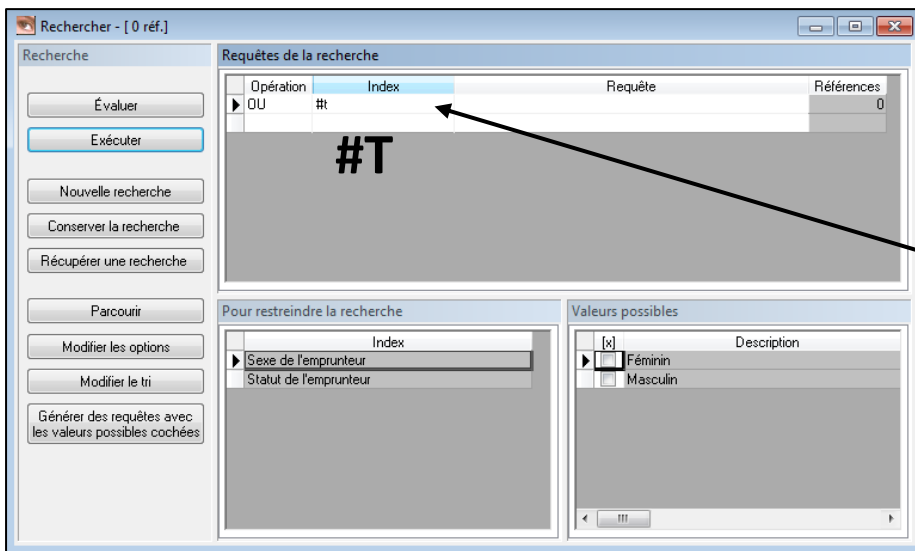 Rechercher - [ 0 réf.]
Recherche
Évaluer
Exécuter
Nouvelle recherche
Conserver la recherche
Récupérer une recherche
Parcourir
Modifier les options
Modifier le tri
Générer des requêtes avec
les valeurs possibles cochées
Requêtes de la recherche
Opération Index Requête Références
OU #t 0
#T
Pour restreindre la recherche
Index
Sexe de l'emprunteur
Statut de l'emprunteur
Valeurs possibles
[x] Description
Féminin
Masculin